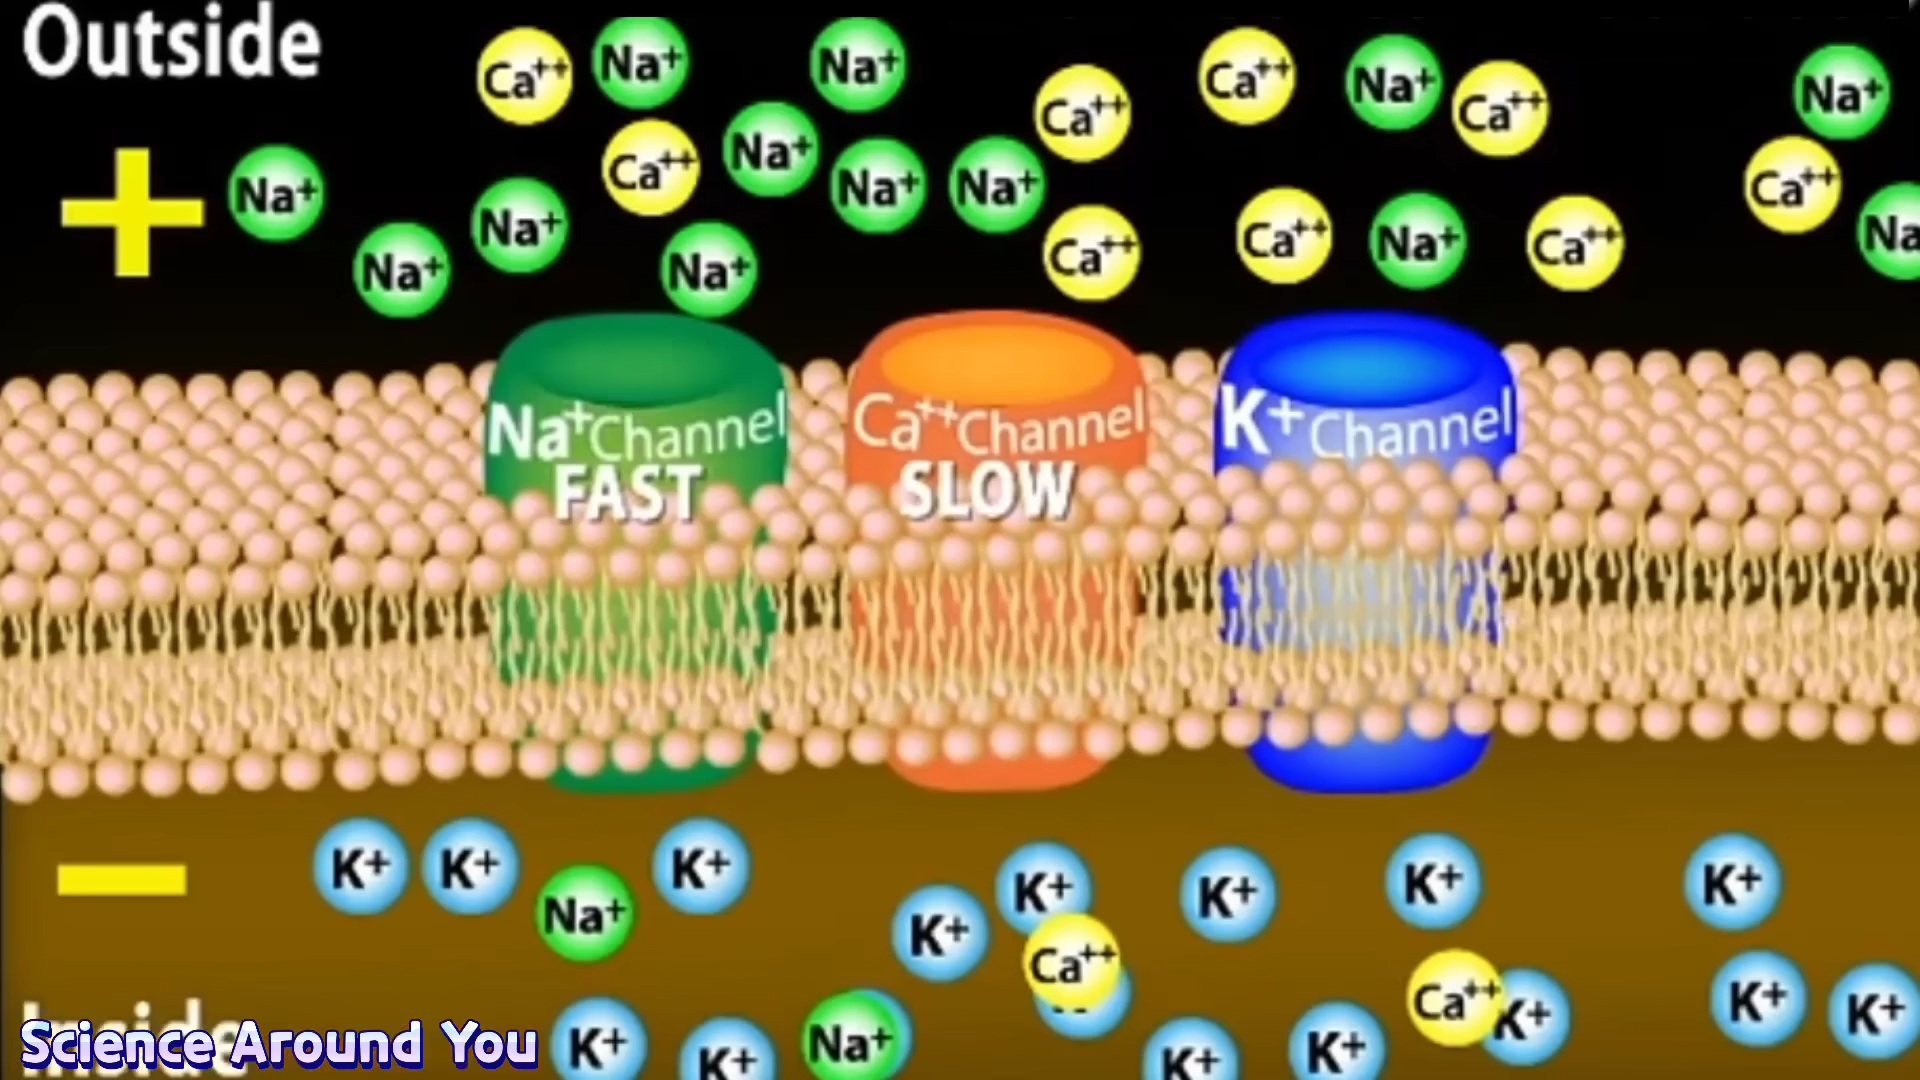 Outside
Ca++ Na+ Na+ Ca++ Ca++ Na+ Ca++ Na+
Na+ Na+ Ca++ Na+ Na+ Na+ Ca++
Na+ Na+ Na+ Ca++ Ca++ Na+ Ca++ Na
Na+ Channel
FAST
Ca++ Channel
SLOW
K+ Channel
K+ K+ Na+ K+ K+ K+ K+ K+ K+
Ca++ Ca++ K+ K+ K+
Inside
Science Around You
K+ K+ Na+ K+ K+